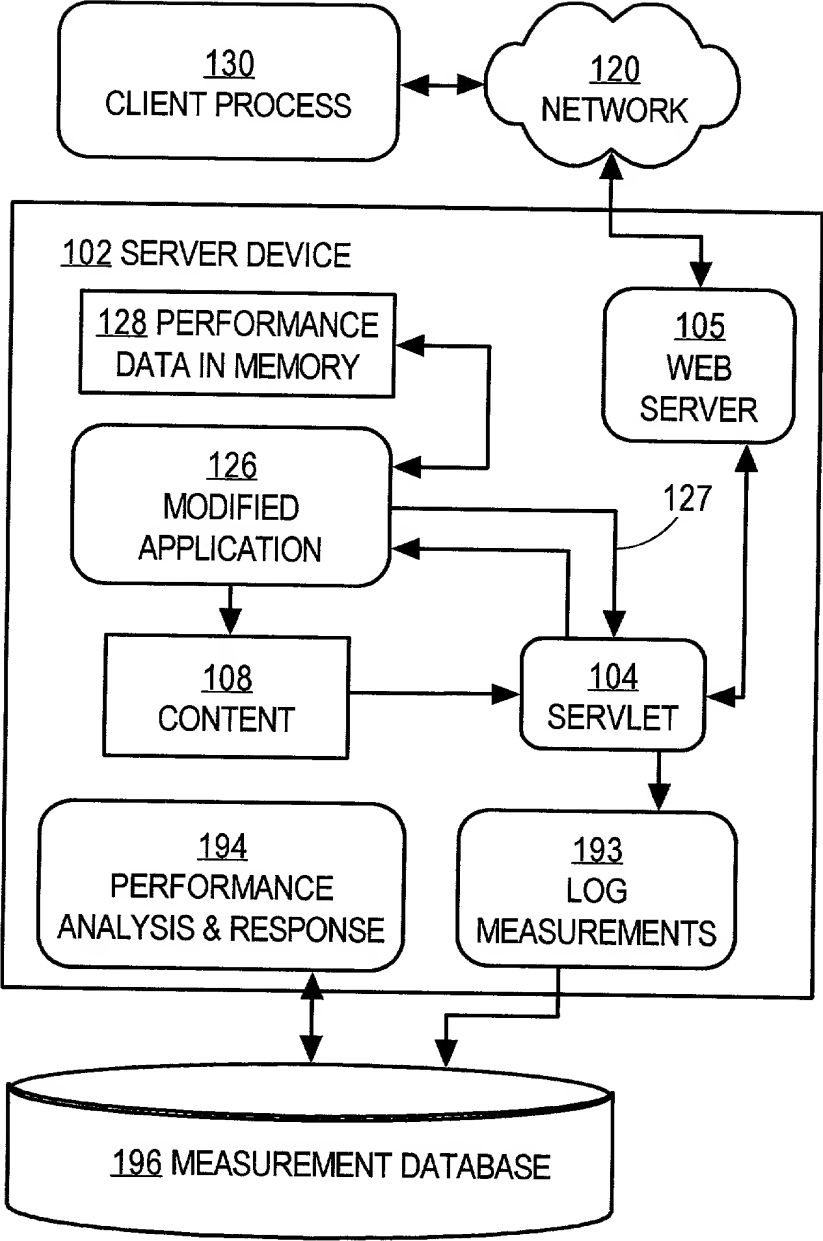 130
CLIENT PROCESS
120
NETWORK
102 SERVER DEVICE
128 PERFORMANCE
DATA IN MEMORY
105
WEB
SERVER
126
MODIFIED
APPLICATION
127
108
CONTENT
104
SERVLET
194
PERFORMANCE
ANALYSIS & RESPONSE
193
LOG
MEASUREMENTS
196 MEASUREMENT DATABASE